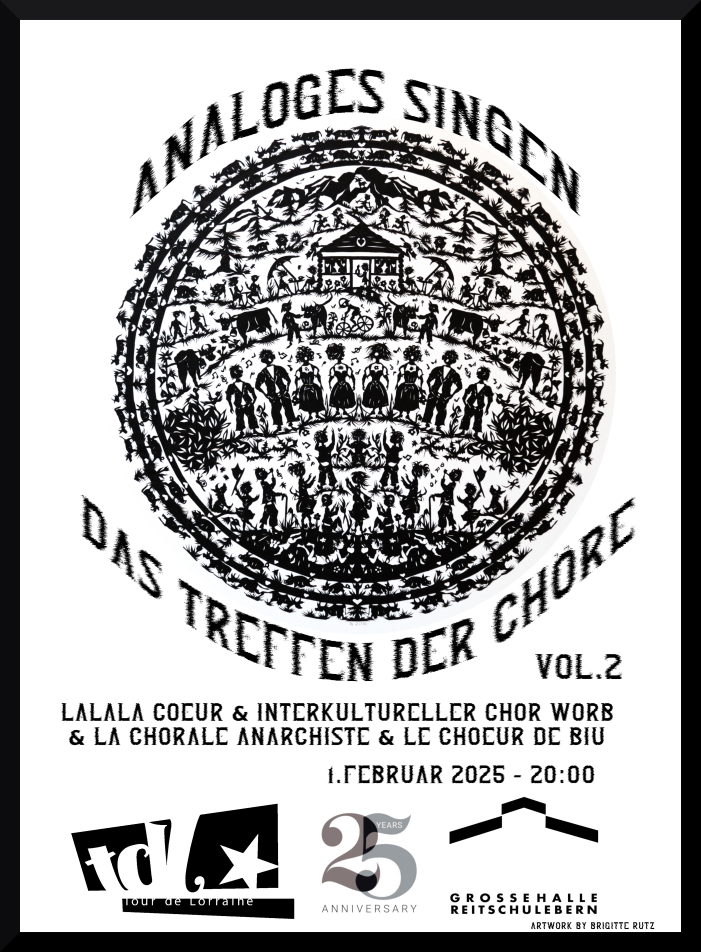 ANALOGES SINGEN
DAS TREFFEN DER CHÖRE
VOL.2
LALALA COEUR & INTERKULTURELLER CHOR WORB
& LA CHORALE ANARCHISTE & LE CHOEUR DE BIU
1.FEBRUAR 2025 - 20:00
tdl.
Tour de Lorraine
25 YEARS
ANNIVERSARY
GROSSEHALLE
REITSCHULEBERN
ARTWORK BY BRIGITTE RUTZ